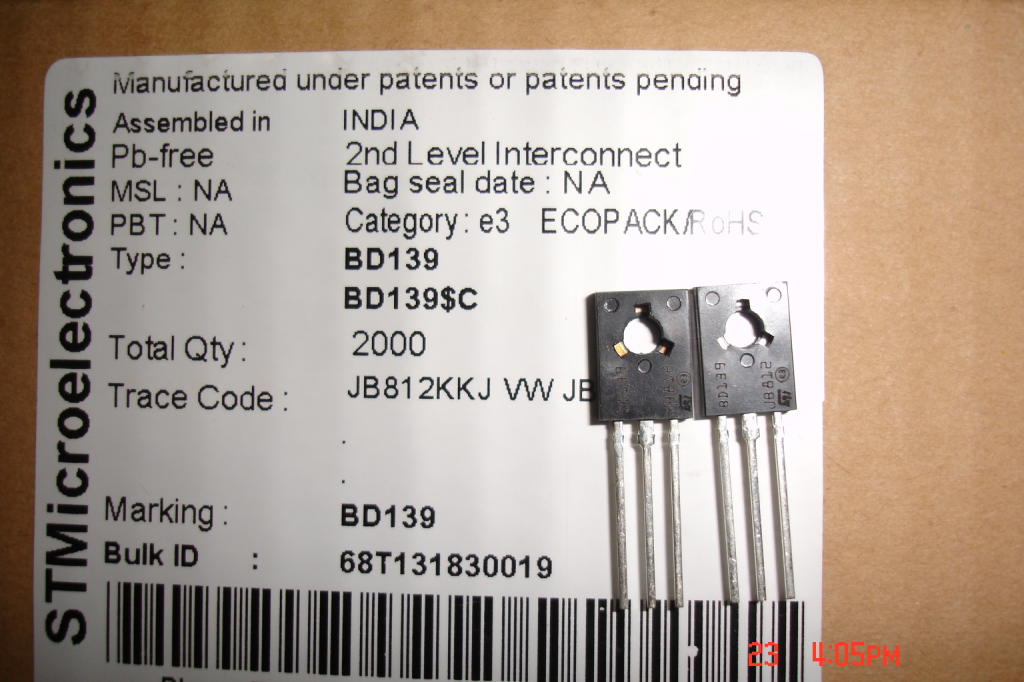 STMicroelectronics
Manufactured under patents or patents pending
Assembled in INDIA
Pb-free 2nd Level Interconnect
MSL : NA Bag seal date : NA
PBT : NA Category : e3 ECOPACK/RoHS
Type : BD139
BD139$C
Total Qty : 2000
Trace Code : JB812KKJ VW JB
Marking : BD139
Bulk ID : 68T131830019
BD139
JB812
e3
ST
23 4:05PM